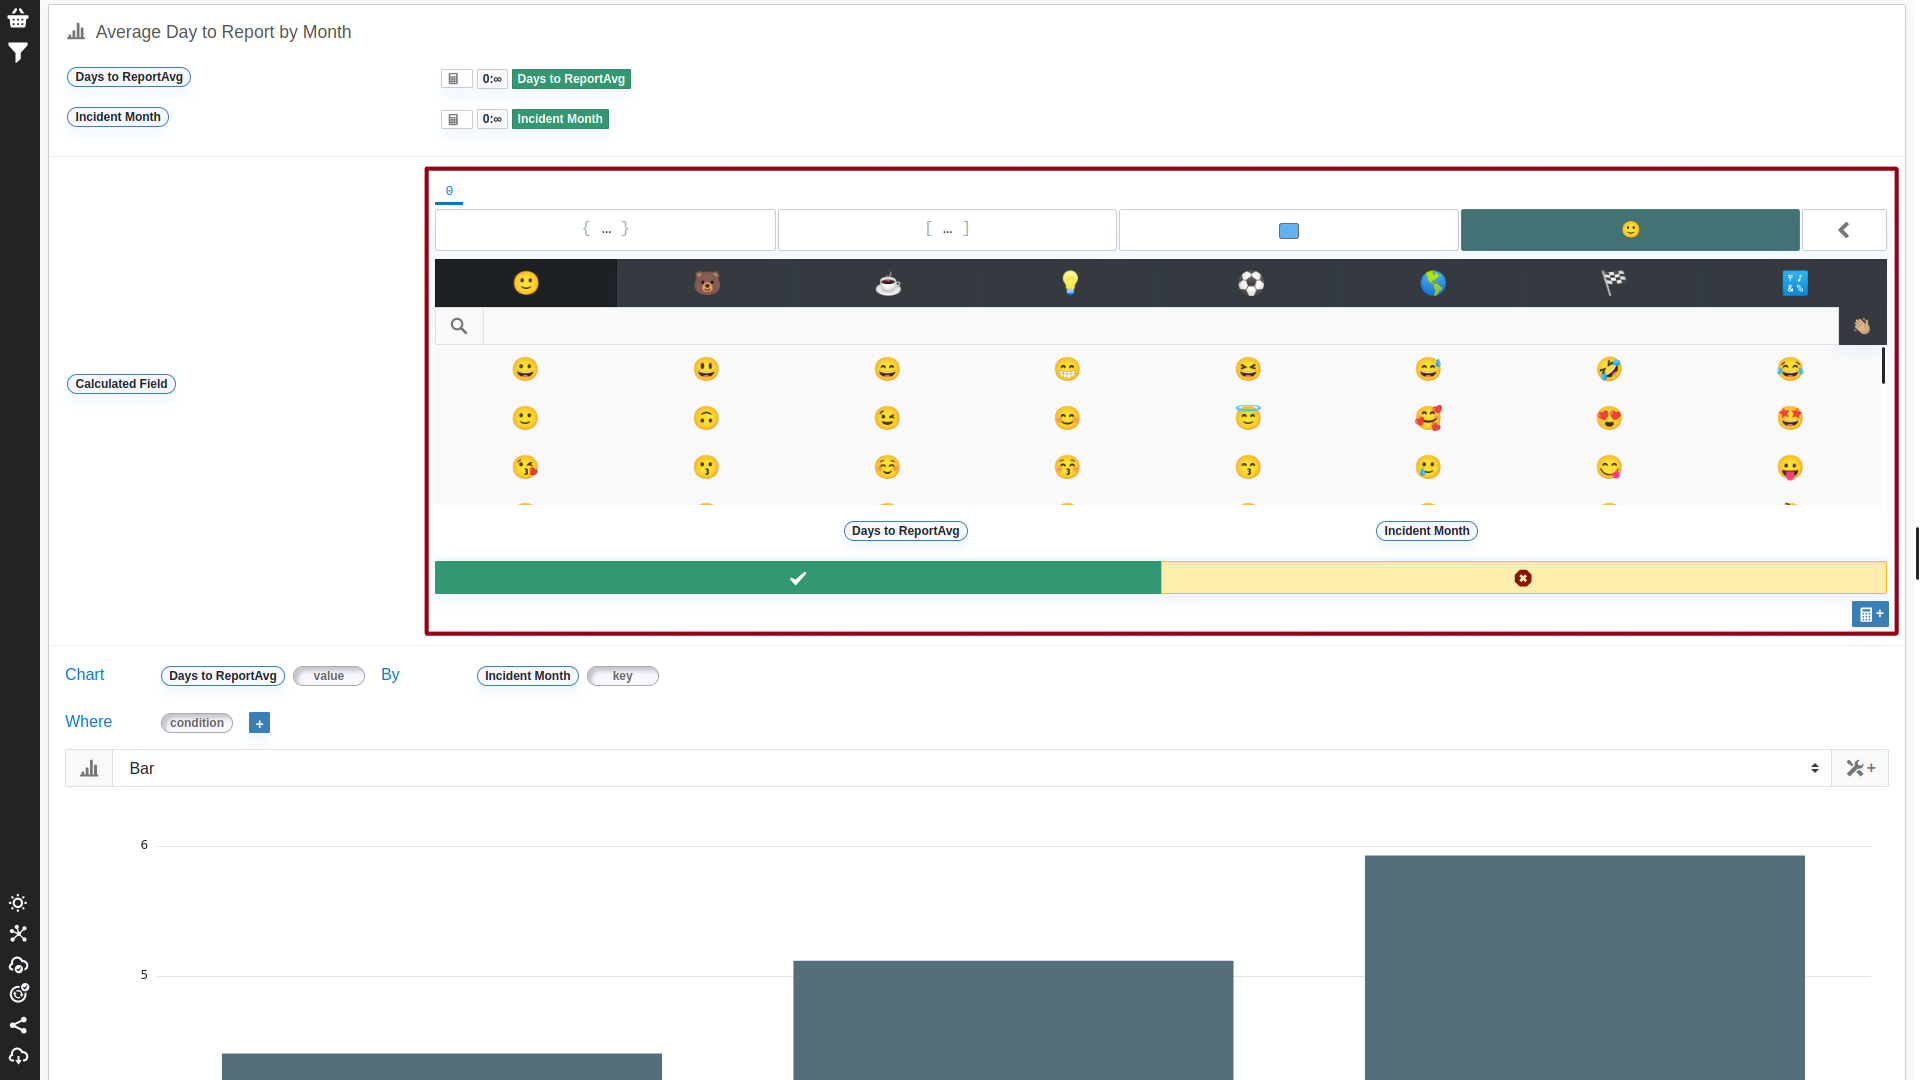 Average Day to Report by Month
Days to ReportAvg
0:∞ Days to ReportAvg
Incident Month
0:∞ Incident Month
0
{ ... } [ ... ]
Calculated Field
Days to ReportAvg Incident Month
+
Chart Days to ReportAvg value By Incident Month key
Where condition +
Bar +
6
5